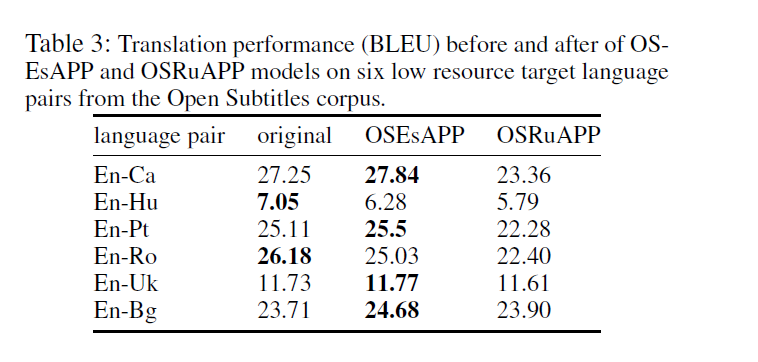 Table 3: Translation performance (BLEU) before and after of OS-
EsAPP and OSRuAPP models on six low resource target language
pairs from the Open Subtitles corpus.
language pair original OSEsAPP OSRuAPP
En-Ca 27.25 27.84 23.36
En-Hu 7.05 6.28 5.79
En-Pt 25.11 25.5 22.28
En-Ro 26.18 25.03 22.40
En-Uk 11.73 11.77 11.61
En-Bg 23.71 24.68 23.90